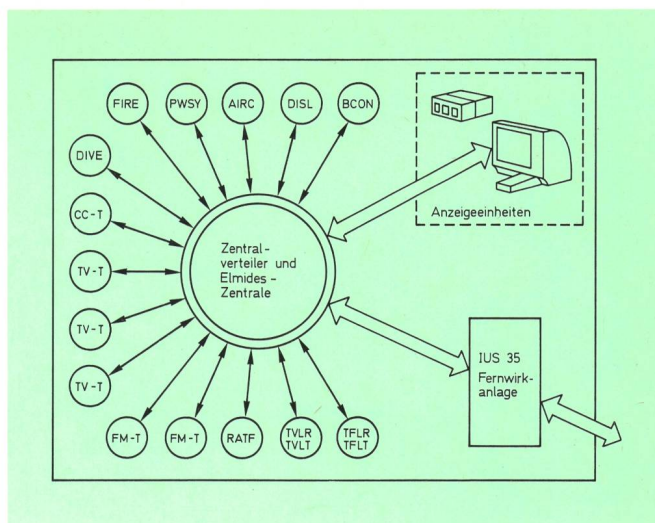 FIRE
PWSY
AIRC
DISL
BCON
DIVE
CC-T
TV-T
TV-T
TV-T
FM-T
FM-T
RATF
TVLR
TVLT
TFLR
TFLT
Zentral-
verteiler und
Elmides-
Zentrale
Anzeigeeinheiten
IUS 35
Fernwirk-
anlage